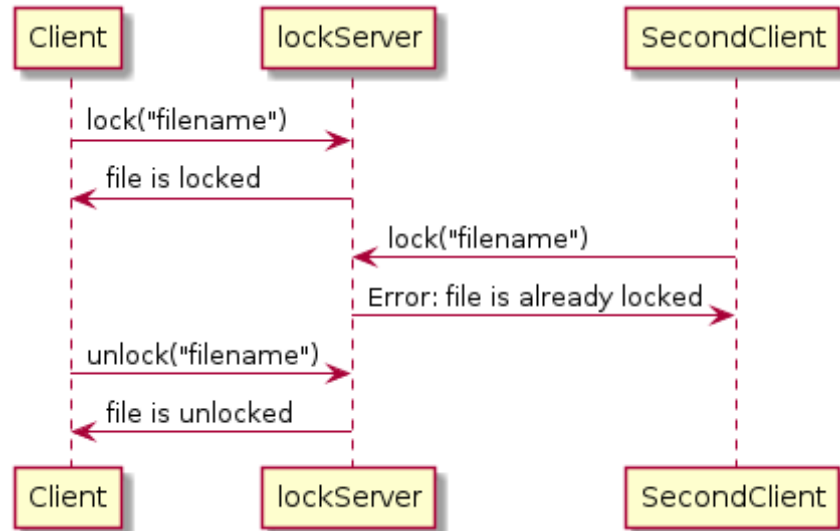 Client
lockServer
SecondClient
lock("filename")
file is locked
lock("filename")
Error: file is already locked
unlock("filename")
file is unlocked
Client
lockServer
SecondClient